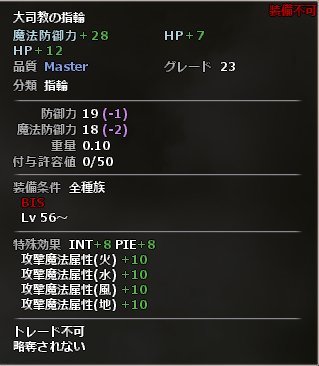 装備不可
大司教の指輪
魔法防御力+28 HP+7
HP+12
品質 Master グレード 23
分類 指輪
防御力 19 (-1)
魔法防御力 18 (-2)
重量 0.10
付与許容値 0/50
装備条件 全種族
BIS
Lv 56～
特殊効果 INT+8 PIE+8
攻撃魔法属性(火) +10
攻撃魔法属性(水) +10
攻撃魔法属性(風) +10
攻撃魔法属性(地) +10
トレード不可
略奪されない